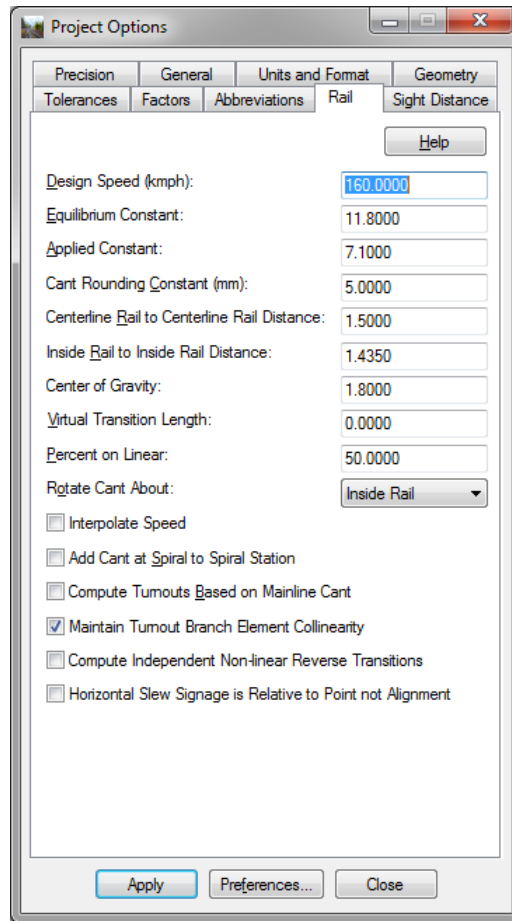 Project Options
Precision General Units and Format Geometry
Tolerances Factors Abbreviations Rail Sight Distance
Help
Design Speed (kmph): 160.0000
Equilibrium Constant: 11.8000
Applied Constant: 7.1000
Cant Rounding Constant (mm): 5.0000
Centerline Rail to Centerline Rail Distance: 1.5000
Inside Rail to Inside Rail Distance: 1.4350
Center of Gravity: 1.8000
Virtual Transition Length: 0.0000
Percent on Linear: 50.0000
Rotate Cant About: Inside Rail
Interpolate Speed
Add Cant at Spiral to Spiral Station
Compute Turnouts Based on Mainline Cant
Maintain Turnout Branch Element Collinearity
Compute Independent Non-linear Reverse Transitions
Horizontal Slew Signage is Relative to Point not Alignment
Apply Preferences... Close